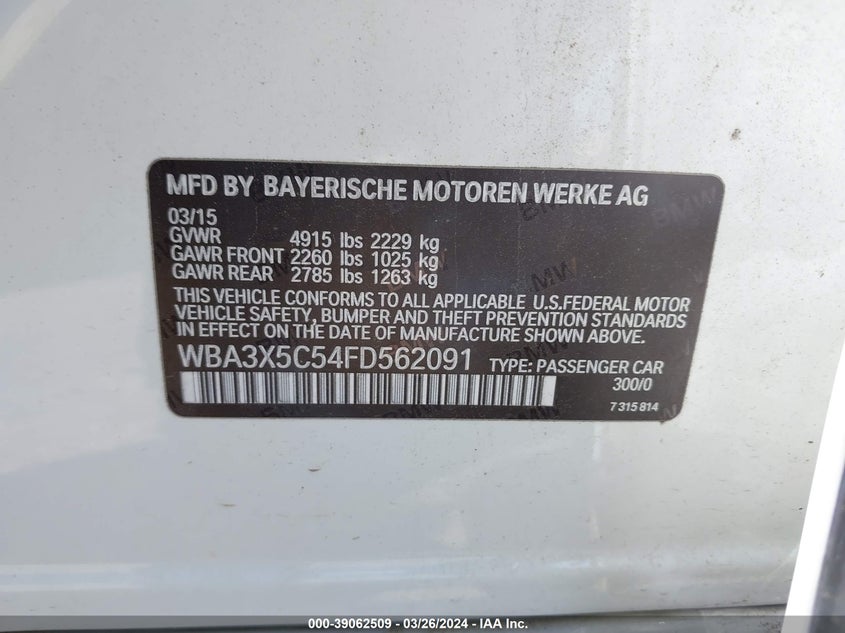 MFD BY BAYERISCHE MOTOREN WERKE AG
03/15
GVWR 4915 lbs 2229 kg
GAWR FRONT 2260 lbs 1025 kg
GAWR REAR 2785 lbs 1263 kg
THIS VEHICLE CONFORMS TO ALL APPLICABLE U.S.FEDERAL MOTOR
VEHICLE SAFETY, BUMPER AND THEFT PREVENTION STANDARDS
IN EFFECT ON THE DATE OF MANUFACTURE SHOWN ABOVE.
WBA3X5C54FD562091 TYPE: PASSENGER CAR
300/0
7 315 814
000-39062509 - 03/26/2024 - IAA Inc.